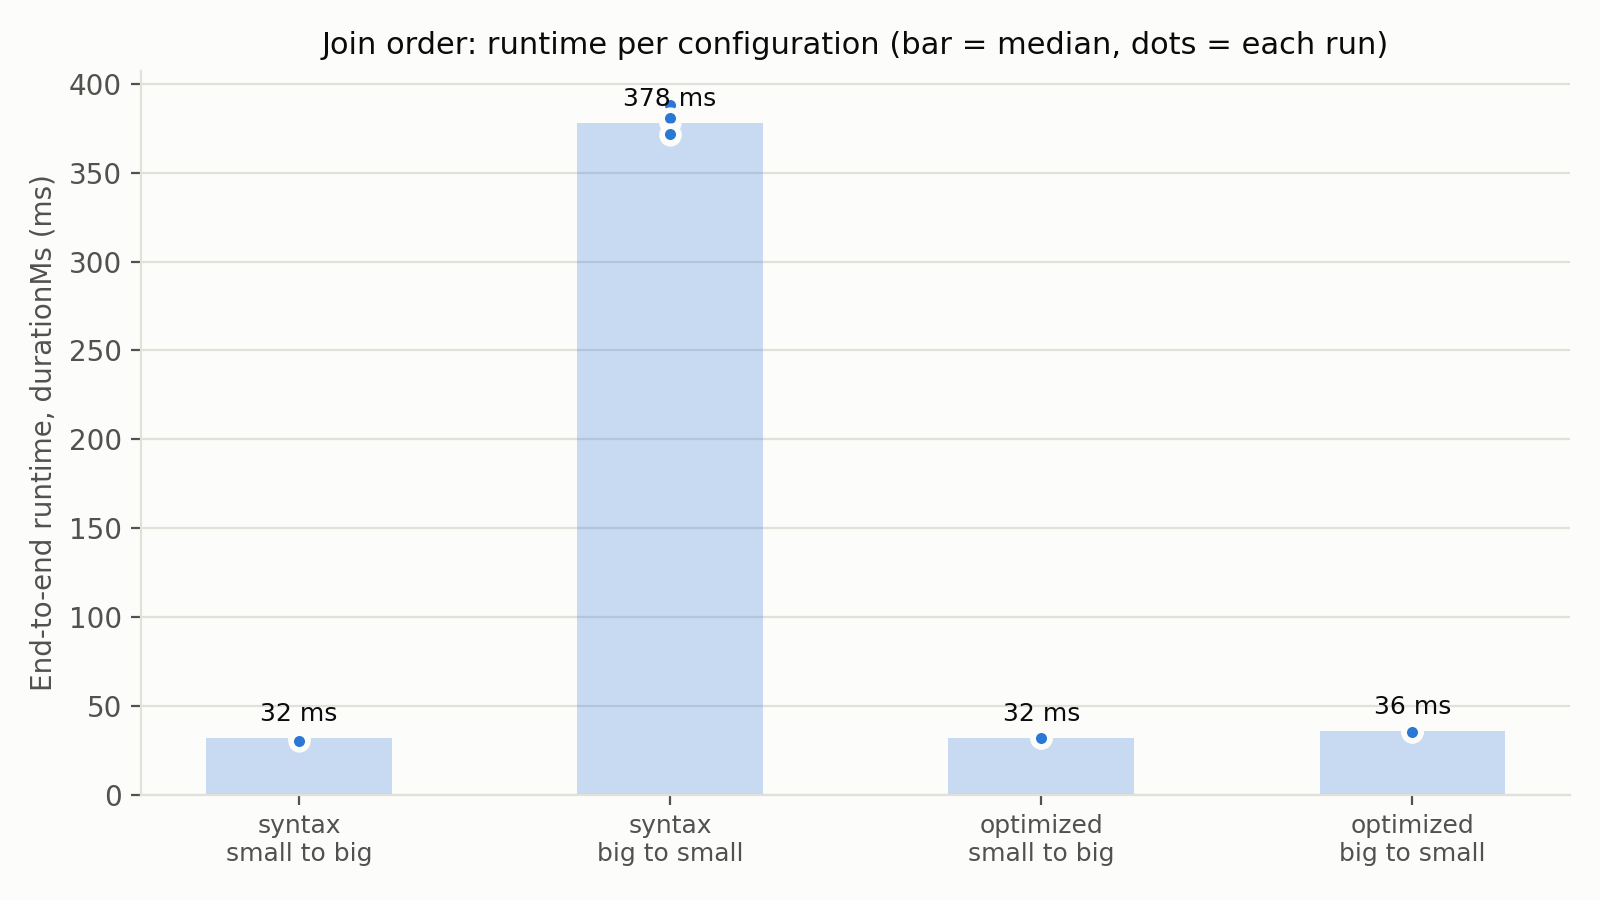 Join order: runtime per configuration (bar = median, dots = each run)
End-to-end runtime, durationMs (ms)
400
350
300
250
200
150
100
50
0
32 ms
378 ms
32 ms
36 ms
syntax
small to big
syntax
big to small
optimized
small to big
optimized
big to small